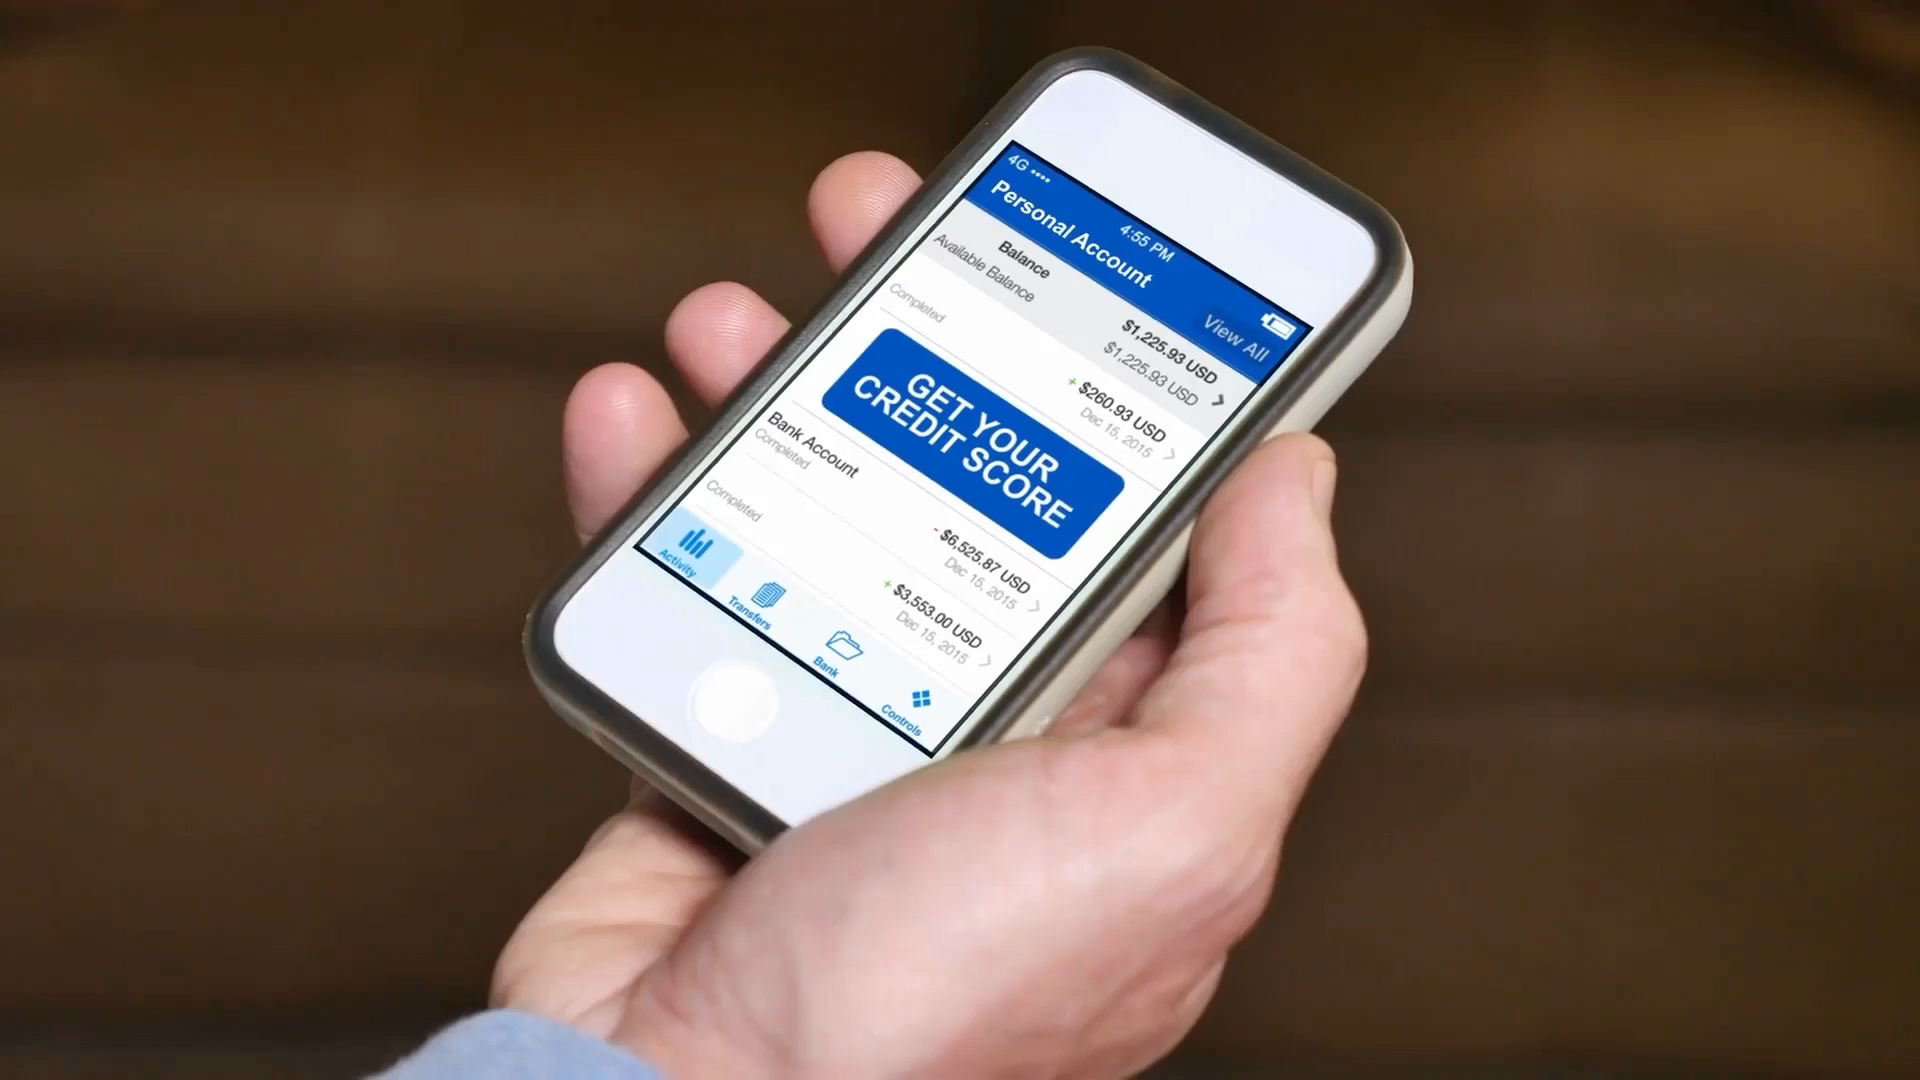 4G
4:55 PM
Personal Account
View All
Balance
$1,225.93 USD
Available Balance
$1,225.93 USD
+ $260.93 USD
Completed
Dec 15, 2015
GET YOUR
CREDIT SCORE
Bank Account
- $6,525.87 USD
Completed
Dec 15, 2015
+ $3,553.00 USD
Completed
Dec 15, 2015
Activity
Transfers
Bank
Controls